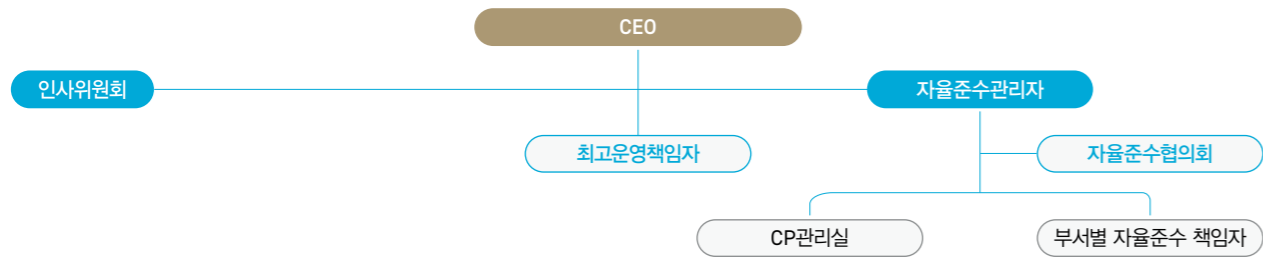 CEO
인사위원회
자율준수관리자
최고운영책임자
자율준수협의회
CP관리실
부서별 자율준수 책임자